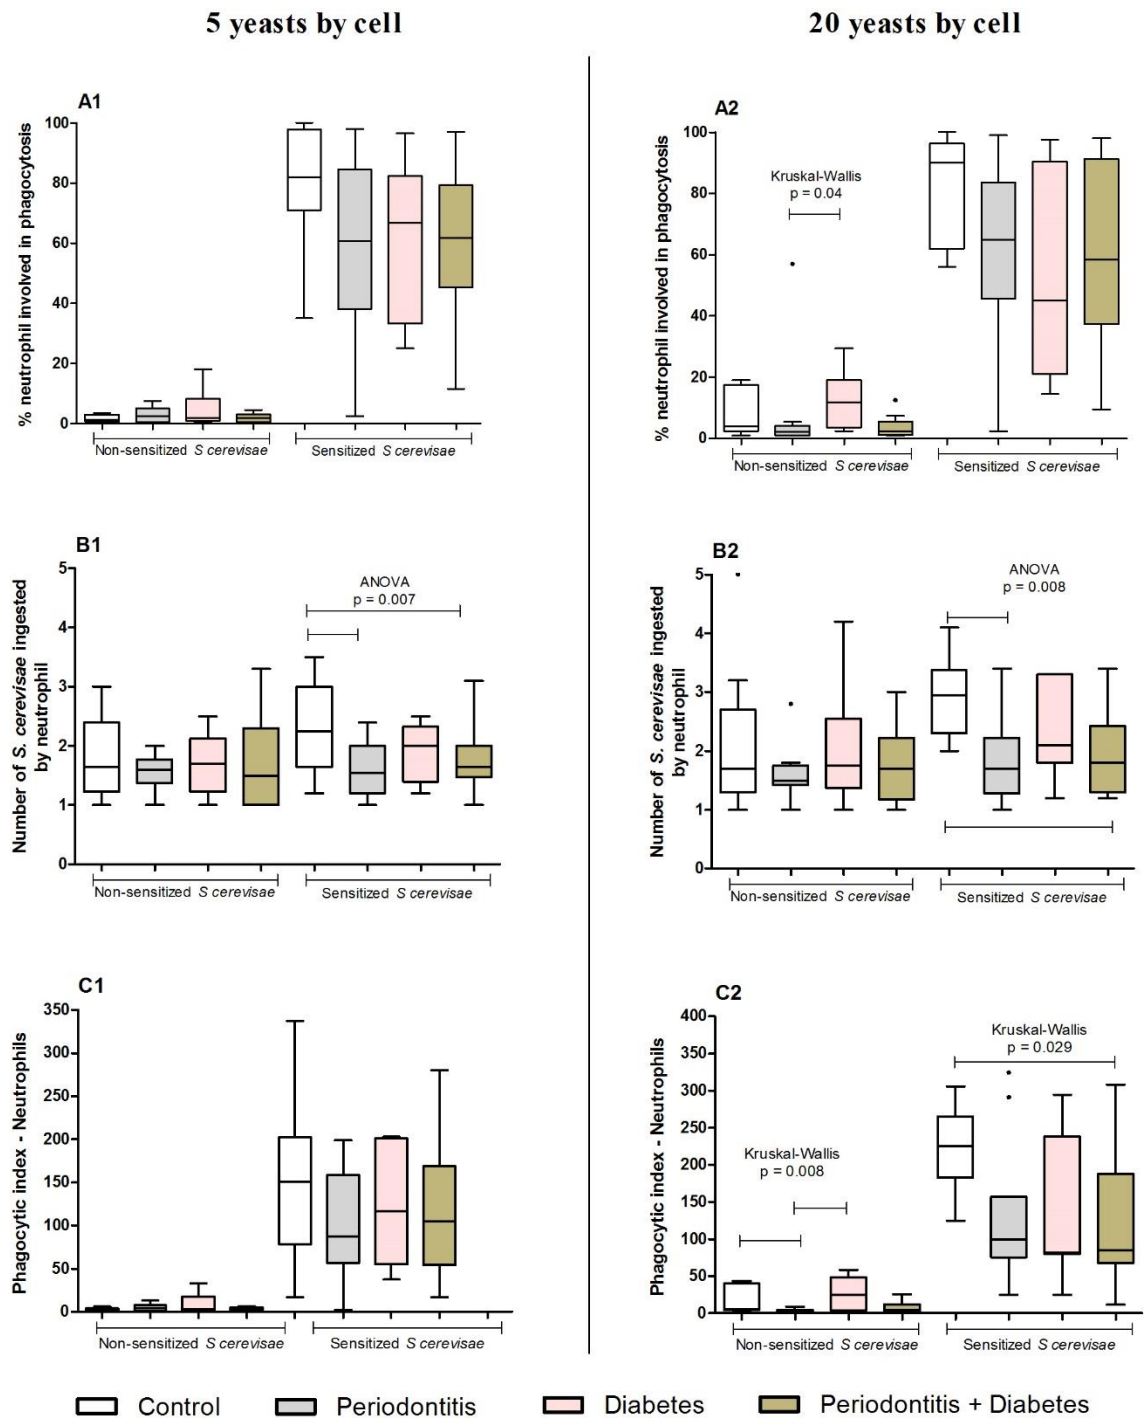 5 yeasts by cell
20 yeasts by cell
A1
% neutrophil involved in phagocytosis
100
80
60
40
20
0
Non-sensitized S cerevisae
Sensitized S cerevisae
A2
% neutrophil involved in phagocytosis
100
80
60
40
20
0
Kruskal-Wallis
p = 0.04
Non-sensitized S cerevisae
Sensitized S cerevisae
B1
Number of S. cerevisae ingested
by neutrophil
5
4
3
2
1
0
ANOVA
p = 0.007
Non-sensitized S cerevisae
Sensitized S cerevisae
B2
Number of S. cerevisae ingested
by neutrophil
5
4
3
2
1
0
ANOVA
p = 0.008
Non-sensitized S cerevisae
Sensitized S cerevisae
C1
Phagocytic index - Neutrophils
350
300
250
200
150
100
50
0
Non-sensitized S cerevisae
Sensitized S cerevisae
C2
Phagocytic index - Neutrophils
400
350
300
250
200
150
100
50
0
Kruskal-Wallis
p = 0.008
Kruskal-Wallis
p = 0.029
Non-sensitized S cerevisae
Sensitized S cerevisae
Control
Periodontitis
Diabetes
Periodontitis + Diabetes